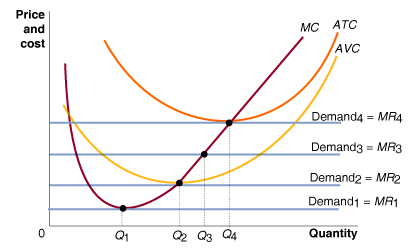 Price
and
cost
MC
ATC
AVC
Demand4 = MR4
Demand3 = MR3
Demand2 = MR2
Demand1 = MR1
0
Q1
Q2
Q3
Q4
Quantity